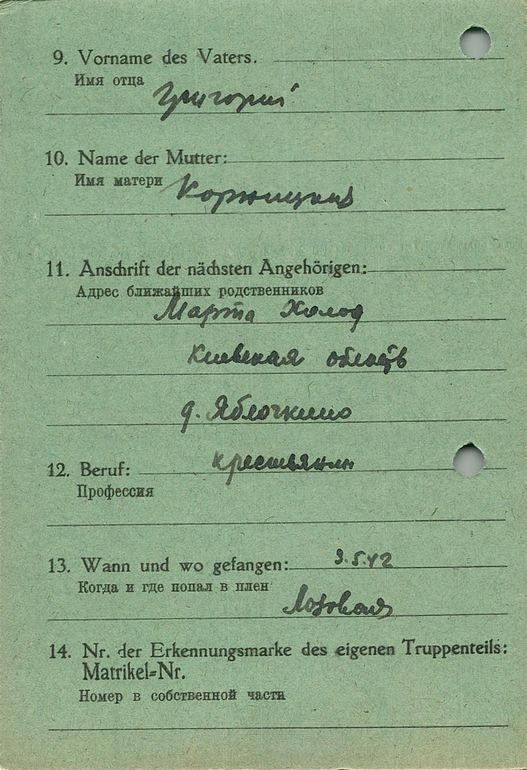 9. Vorname des Vaters.
Имя отца
Григорий
10. Name der Mutter:
Имя матери Корницкая
11. Anschrift der nächsten Angehörigen:
Адрес ближайших родственников
Марта Холод
Киевская область
д. Яблочкино
12. Beruf: крестьянин
Профессия
13. Wann und wo gefangen: 3.5.42
Когда и где попал в плен
Лозовая
14. Nr. der Erkennungsmarke des eigenen Truppenteils:
Matrikel=Nr.
Номер в собственной части